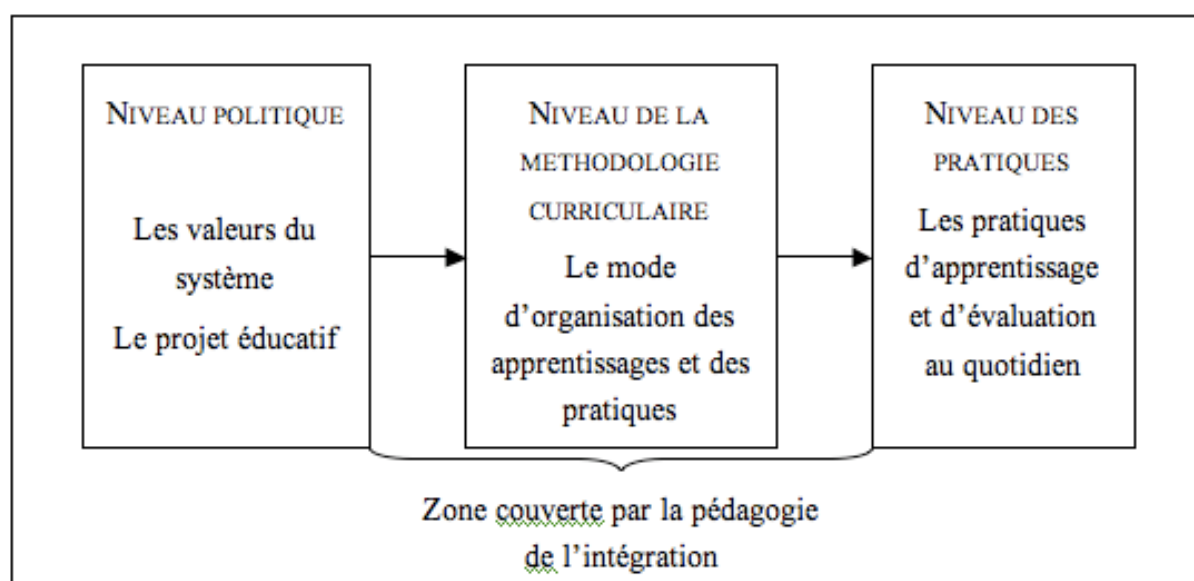 NIVEAU POLITIQUE
Les valeurs du
système
Le projet éducatif
NIVEAU DE LA
METHODOLOGIE
CURRICULAIRE
Le mode
d’organisation des
apprentissages et des
pratiques
NIVEAU DES
PRATIQUES
Les pratiques
d’apprentissage
et d’évaluation
au quotidien
Zone couverte par la pédagogie
de l’intégration